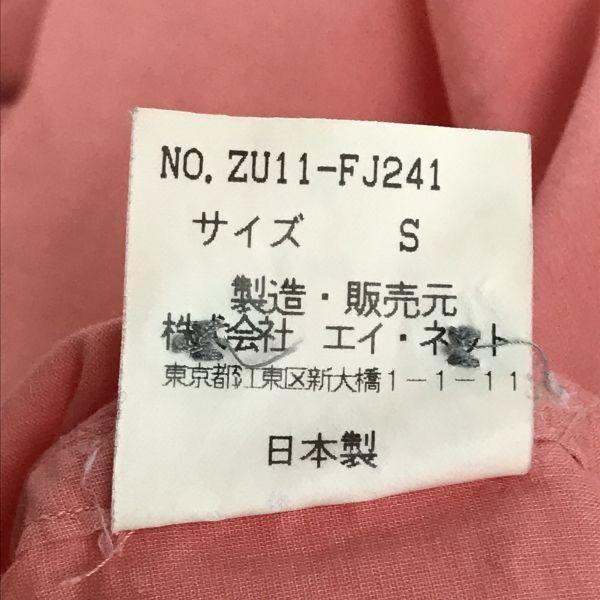 NO. ZU11-FJ241
サイズ S
製造・販売元
株式会社 エイ・ネット
東京都江東区新大橋1-1-11
日本製